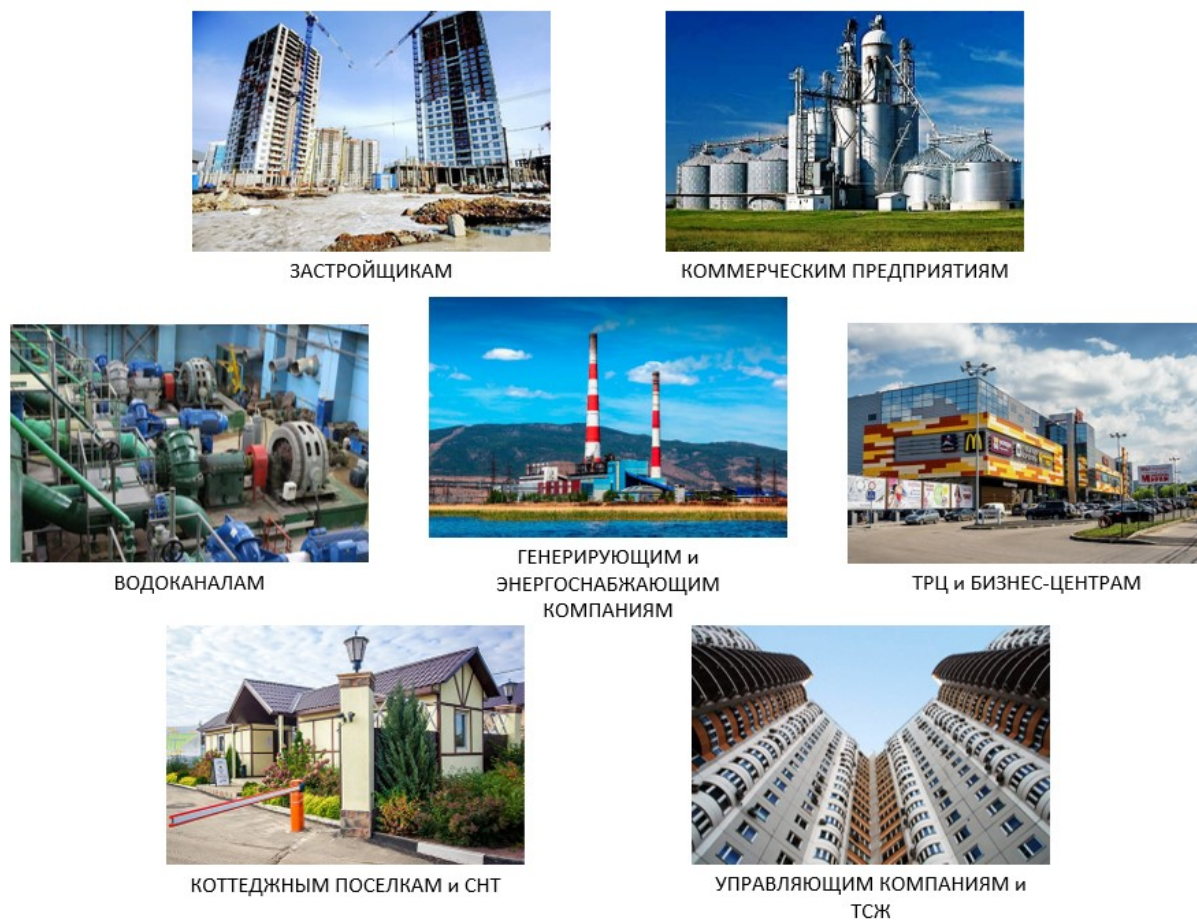 ЗАСТРОЙЩИКАМ
КОММЕРЧЕСКИМ ПРЕДПРИЯТИЯМ
ВОДОКАНАЛАМ
ГЕНЕРИРУЮЩИМ и
ЭНЕРГОСНАБЖАЮЩИМ
КОМПАНИЯМ
ТРЦ и БИЗНЕС-ЦЕНТРАМ
КОТТЕДЖНЫМ ПОСЕЛКАМ и СНТ
УПРАВЛЯЮЩИМ КОМПАНИЯМ и
ТСЖ